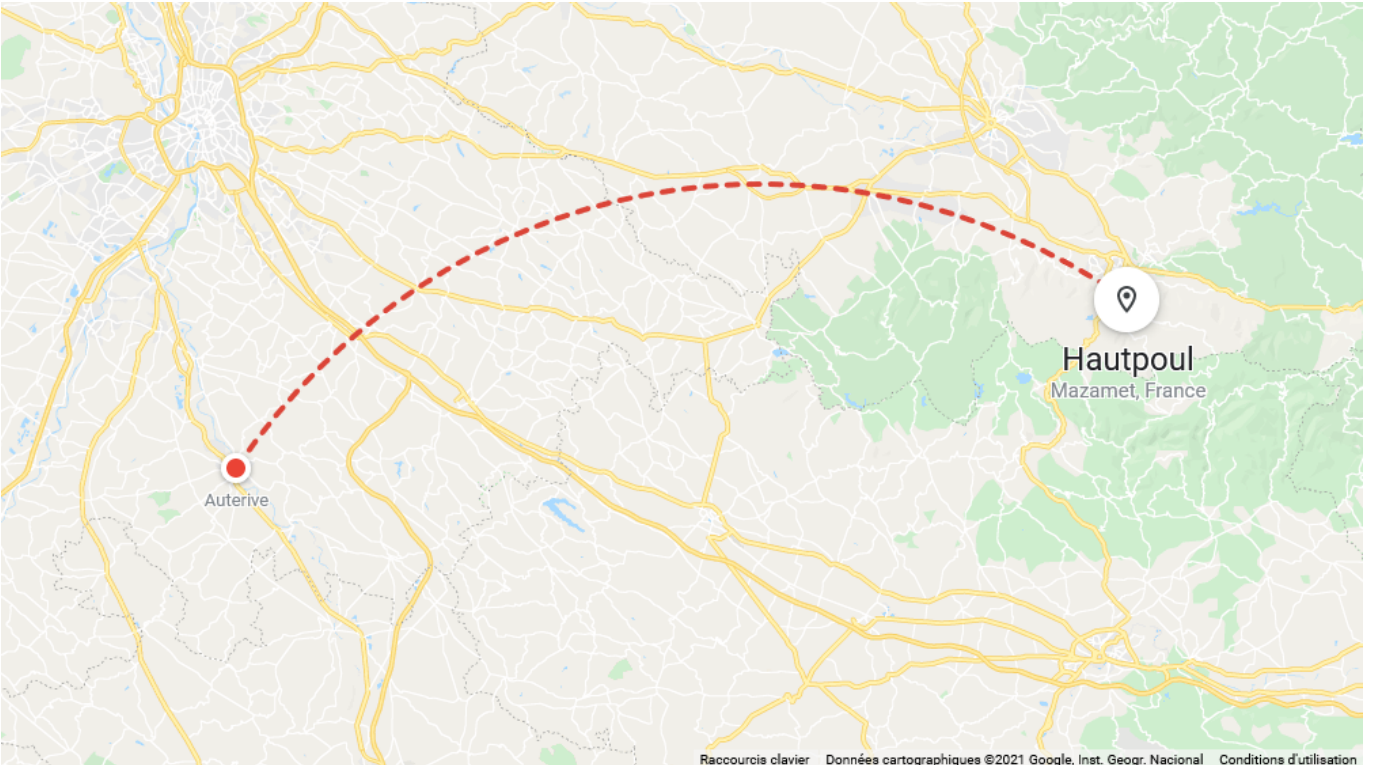 Hautpoul
Mazamet, France
Auterive
Raccourcis clavier Données cartographiques ©2021 Google, Inst. Geogr. Nacional Conditions d'utilisation